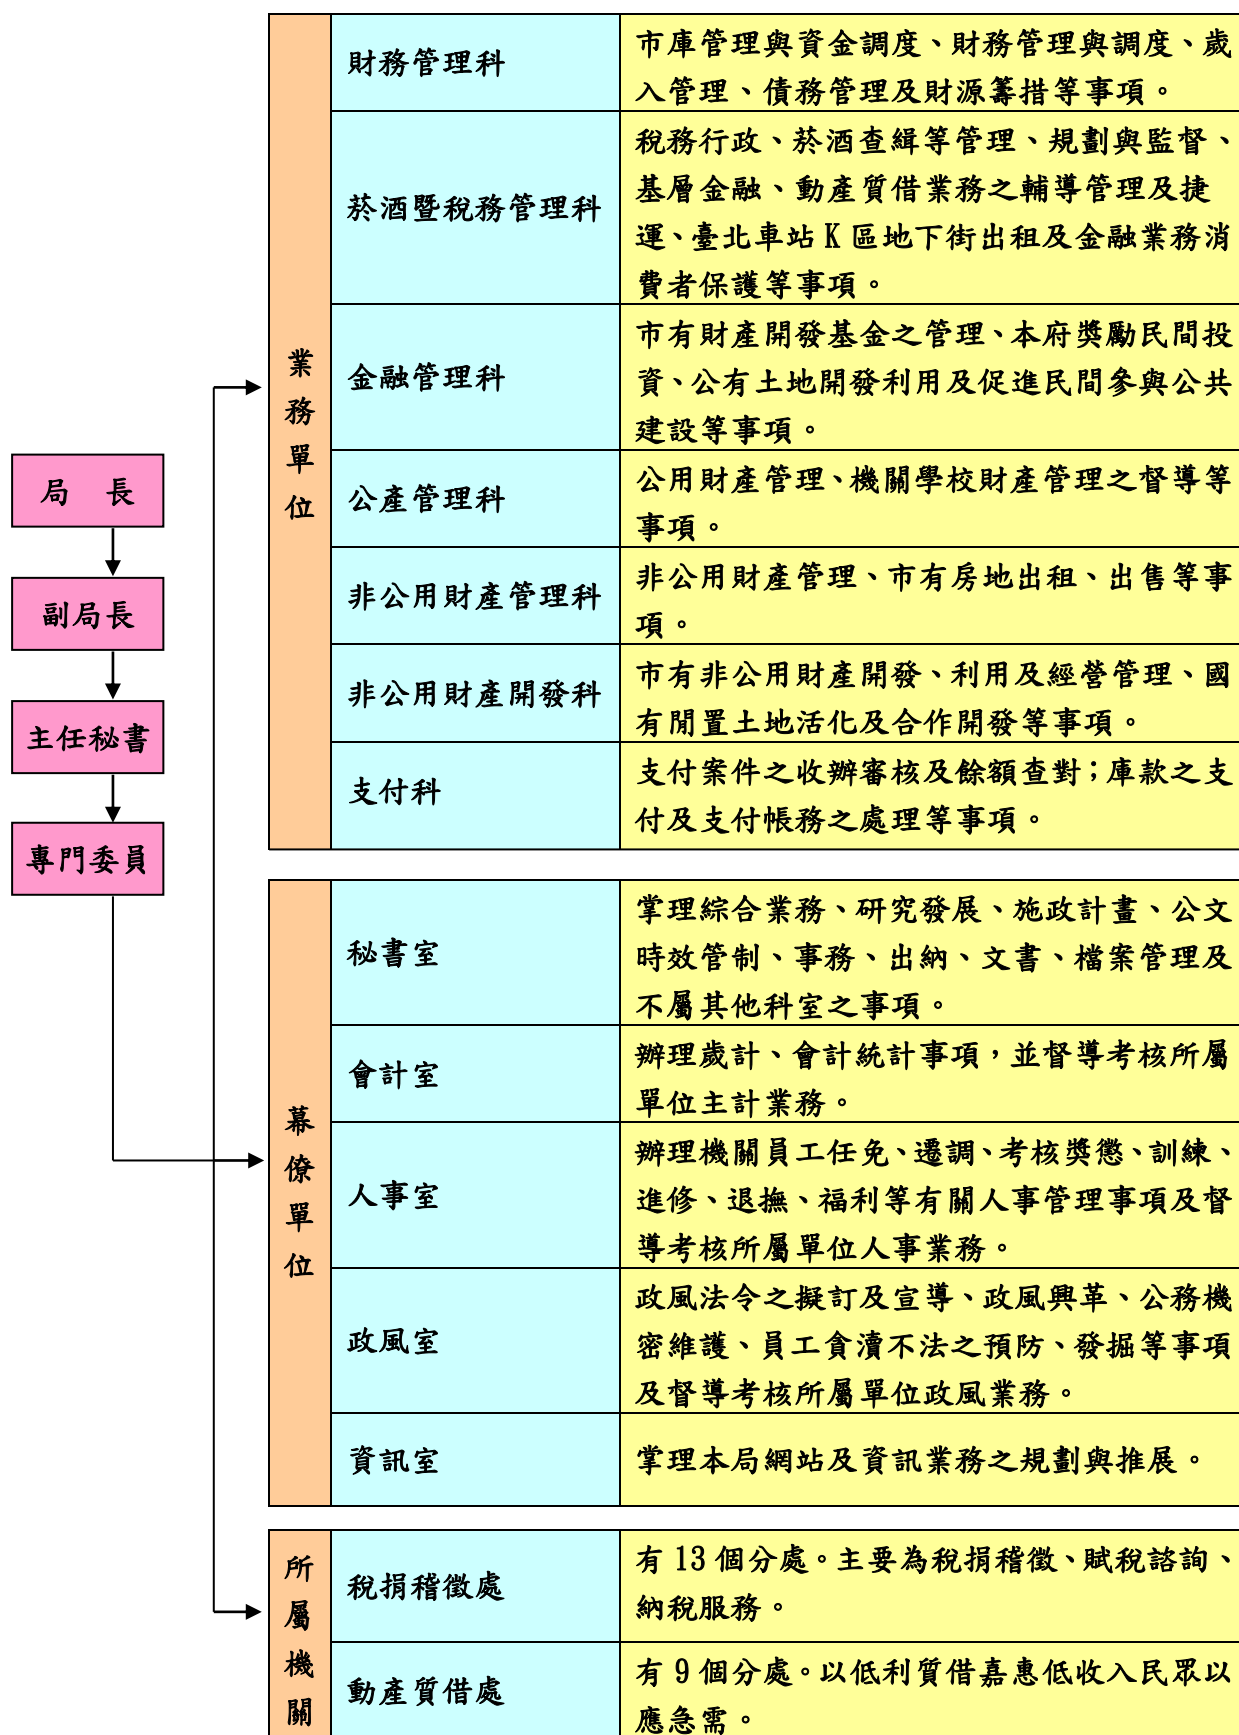 局 長
副局長
主任秘書
專門委員
業務單位
財務管理科
市庫管理與資金調度、財務管理與調度、歲
入管理、債務管理及財源籌措等事項。
菸酒暨稅務管理科
稅務行政、菸酒查緝等管理、規劃與監督、
基層金融、動產質借業務之輔導管理及捷
運、臺北車站 K 區地下街出租及金融業務消
費者保護等事項。
金融管理科
市有財產開發基金之管理、本府獎勵民間投
資、公有土地開發利用及促進民間參與公共
建設等事項。
公產管理科
公用財產管理、機關學校財產管理之督導等
事項。
非公用財產管理科
非公用財產管理、市有房地出租、出售等事
項。
非公用財產開發科
市有非公用財產開發、利用及經營管理、國
有閒置土地活化及合作開發等事項。
支付科
支付案件之收辦審核及餘額查對；庫款之支
付及支付帳務之處理等事項。
幕僚單位
秘書室
掌理綜合業務、研究發展、施政計畫、公文
時效管制、事務、出納、文書、檔案管理及
不屬其他科室之事項。
會計室
辦理歲計、會計統計事項，並督導考核所屬
單位主計業務。
人事室
辦理機關員工任免、遷調、考核獎懲、訓練、
進修、退撫、福利等有關人事管理事項及督
導考核所屬單位人事業務。
政風室
政風法令之擬訂及宣導、政風興革、公務機
密維護、員工貪瀆不法之預防、發掘等事項
及督導考核所屬單位政風業務。
資訊室
掌理本局網站及資訊業務之規劃與推展。
所屬機關
稅捐稽徵處
有 13 個分處。主要為稅捐稽徵、賦稅諮詢、
納稅服務。
動產質借處
有 9 個分處。以低利質借嘉惠低收入民眾以
應急需。